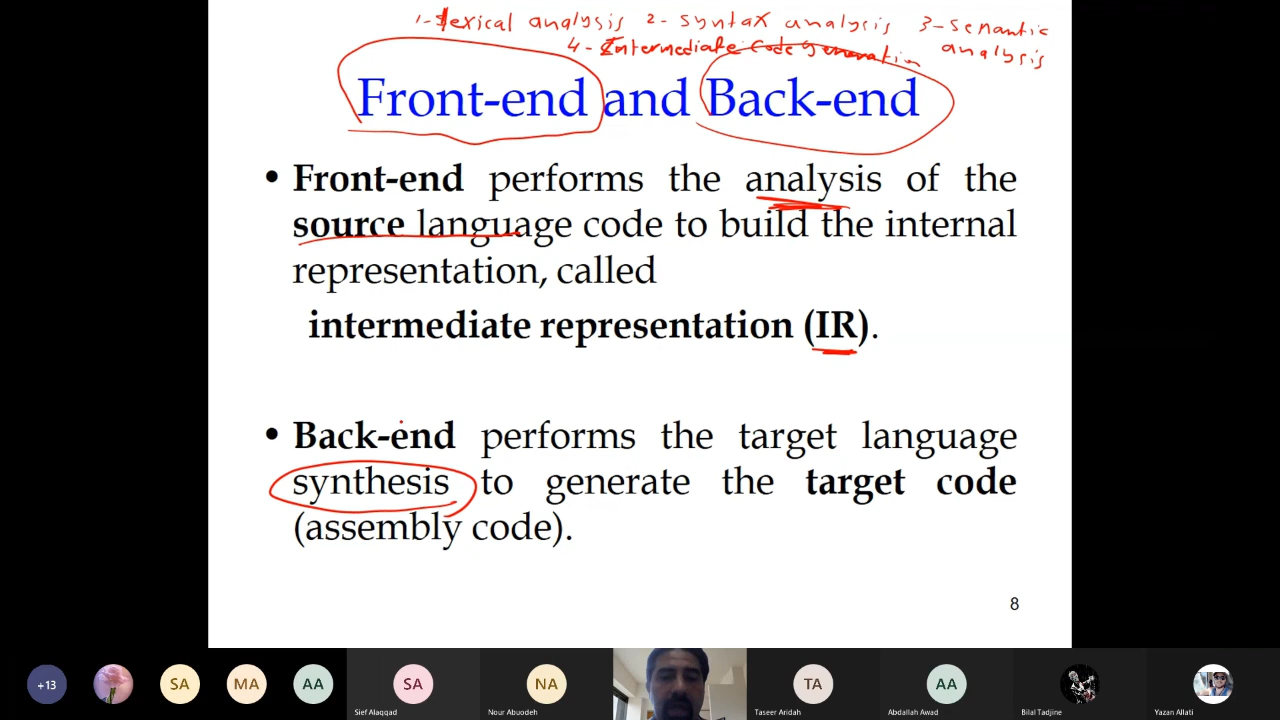 1- lexical analysis 2- syntax analysis 3- semantic
4- Intermediate code generation analysis
Front-end and Back-end
• Front-end performs the analysis of the
source language code to build the internal
representation, called
intermediate representation (IR).
• Back-end performs the target language
synthesis to generate the target code
(assembly code).
8
+13
SA
MA
AA
SA
NA
TA
AA
Sief Alaqqad
Nour Abuodeh
Taseer Aridah
Abdallah Awad
Bilal Tadjine
Yazan Allati